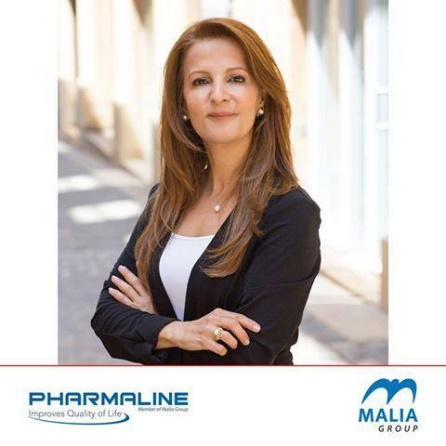 PHARMALINE
Member of Malia Group
Improves Quality of Life
MALIA
GROUP